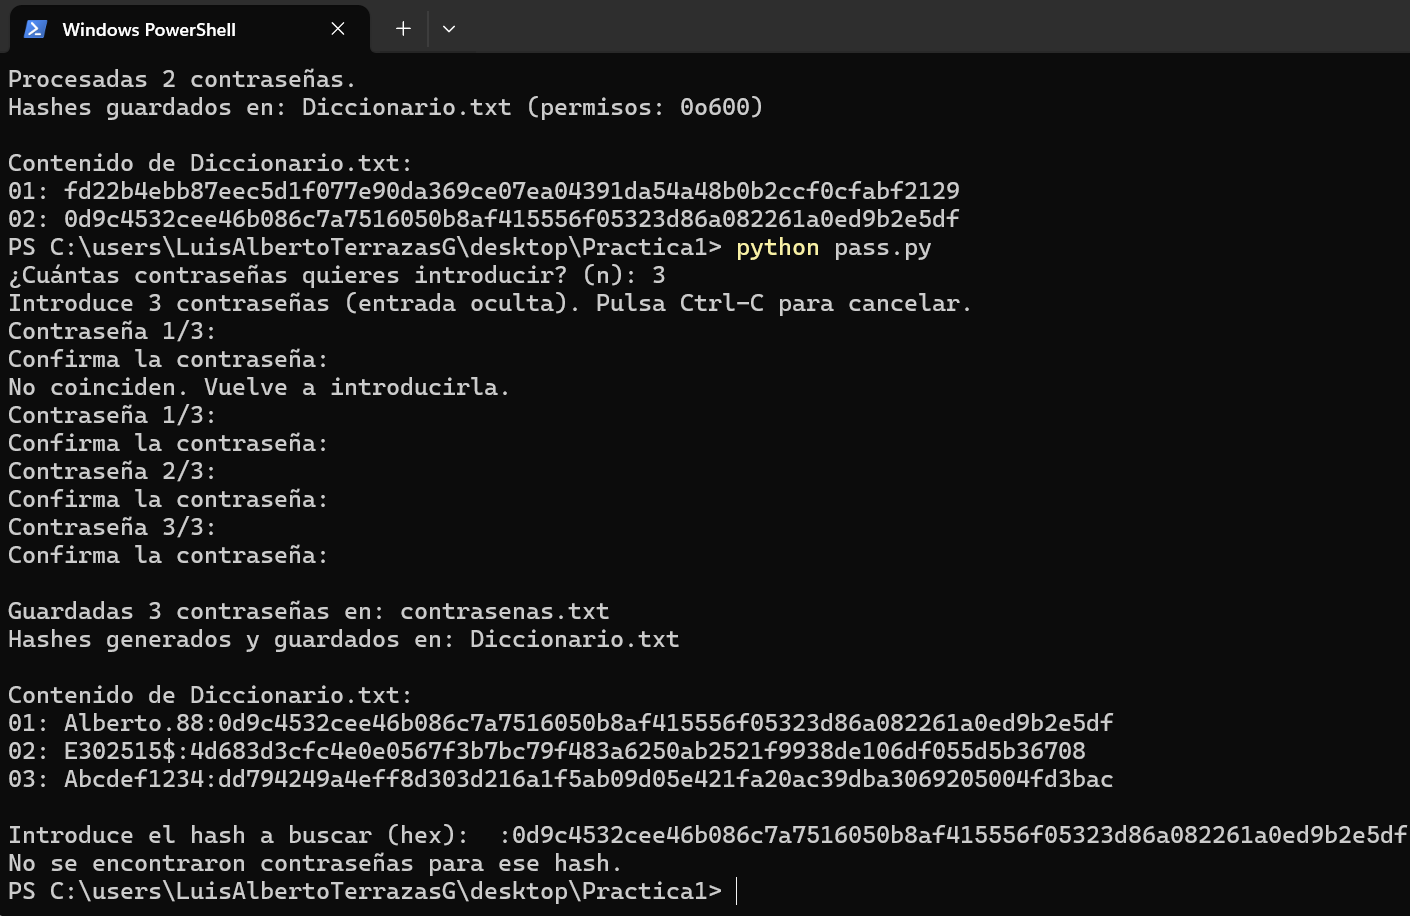 Windows PowerShell
Procesadas 2 contraseñas.
Hashes guardados en: Diccionario.txt (permisos: 0o600)
Contenido de Diccionario.txt:
01: fd22b4ebb87eec5d1f077e90da369ce07ea04391da54a48b0b2ccf0cfabf2129
02: 0d9c4532cee46b086c7a7516050b8af415556f05323d86a082261a0ed9b2e5df
PS C:\users\LuisAlbertoTerrazasG\desktop\Practica1> python pass.py
¿Cuántas contraseñas quieres introducir? (n): 3
Introduce 3 contraseñas (entrada oculta). Pulsa Ctrl-C para cancelar.
Contraseña 1/3:
Confirma la contraseña:
No coinciden. Vuelve a introducirla.
Contraseña 1/3:
Confirma la contraseña:
Contraseña 2/3:
Confirma la contraseña:
Contraseña 3/3:
Confirma la contraseña:
Guardadas 3 contraseñas en: contrasenas.txt
Hashes generados y guardados en: Diccionario.txt
Contenido de Diccionario.txt:
01: Alberto.88:0d9c4532cee46b086c7a7516050b8af415556f05323d86a082261a0ed9b2e5df
02: E302515$:4d683d3cfc4e0e0567f3b7bc79f483a6250ab2521f9938de106df055d5b36708
03: Abcdef1234:dd794249a4eff8d303d216a1f5ab09d05e421fa20ac39dba3069205004fd3bac
Introduce el hash a buscar (hex):  :0d9c4532cee46b086c7a7516050b8af415556f05323d86a082261a0ed9b2e5df
No se encontraron contraseñas para ese hash.
PS C:\users\LuisAlbertoTerrazasG\desktop\Practica1>